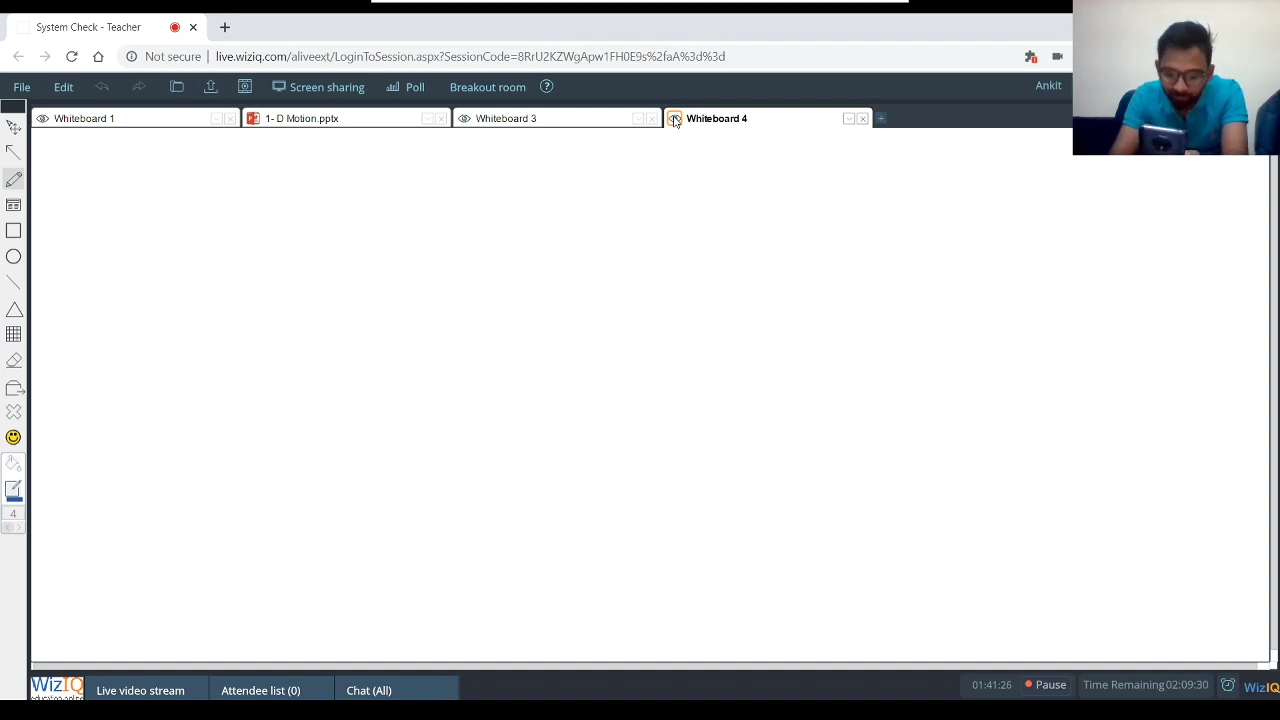 System Check - Teacher
Not secure live.wiziq.com/aliveext/LoginToSession.aspx?SessionCode=8RrU2KZWgApw1FH0E9s%2faA%3d%3d
File Edit Screen sharing Poll Breakout room ? Ankit
Whiteboard 1 1- D Motion.pptx Whiteboard 3 Whiteboard 4
4
WizIQ Live video stream Attendee list (0) Chat (All) 01:41:26 Pause Time Remaining 02:09:30 WizIQ
education.online